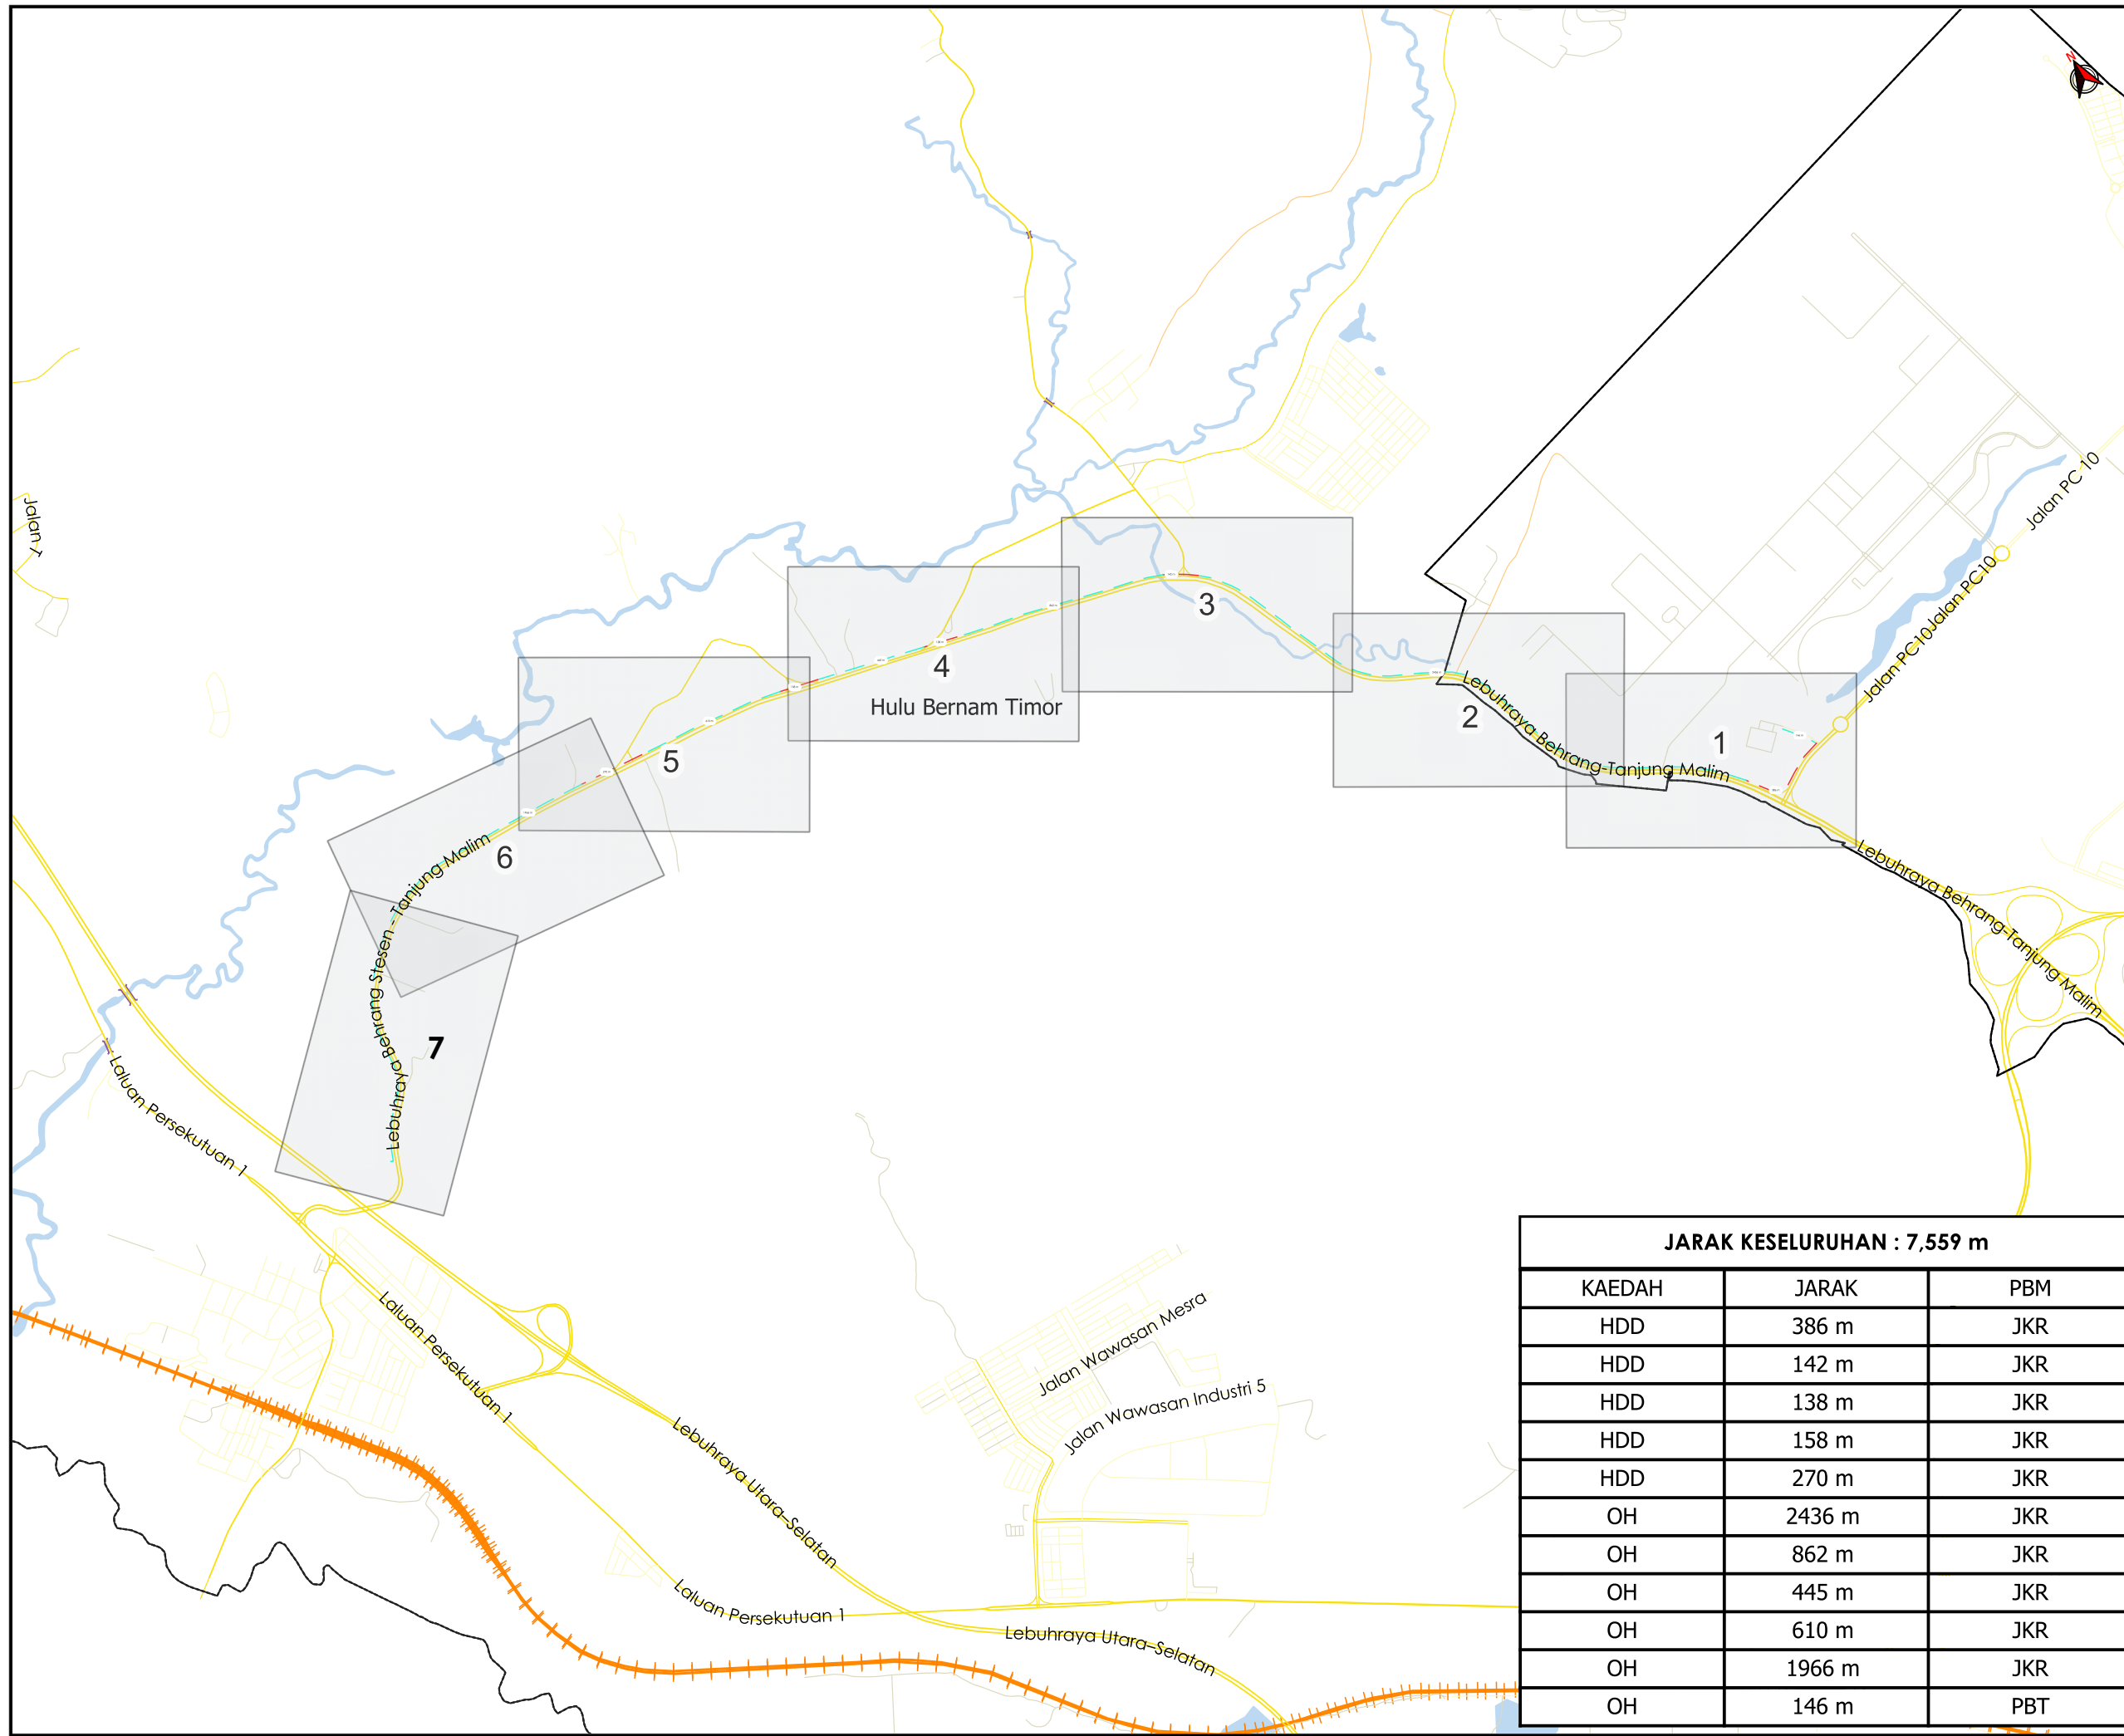 N
Jalan 1
Jalan PC 10
Jalan PC10
Jalan PC10
3
4
Hulu Bernam Timor
5
2
1
Lebuhraya Behrang-Tanjung Malim
6
Lebuhraya Behrang Stesen - Tanjung Malim
7
Lebuhraya Behrang-Tanjung Malim
Laluan Persekutuan 1
Laluan Persekutuan 1
Jalan Wawasan Mesra
Jalan Wawasan Industri 5
Lebuhraya Utara-Selatan
Laluan Persekutuan 1
Lebuhraya Utara-Selatan
JARAK KESELURUHAN : 7,559 m
KAEDAH JARAK PBM
HDD 386 m JKR
HDD 142 m JKR
HDD 138 m JKR
HDD 158 m JKR
HDD 270 m JKR
OH 2436 m JKR
OH 862 m JKR
OH 445 m JKR
OH 610 m JKR
OH 1966 m JKR
OH 146 m PBT